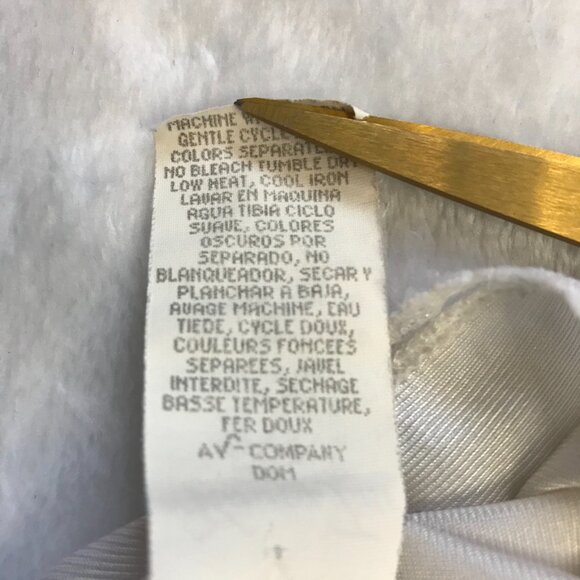 MACHINE
GENTLE CYCLE
COLORS SEPARATE
NO BLEACH TUMBLE DRY
LOW HEAT, COOL IRON
LAVAR EN MAQUINA
AGUA TIBIA CICLO
SUAVE, COLORES
OSCUROS POR
SEPARADO, NO
BLANQUEADOR, SECAR Y
PLANCHAR A BAJA,
AVAGE MACHINE, EAU
TIEDE, CYCLE DOUX,
COULEURS FONCEES
SEPAREES, JAVEL
INTERDITE, SECHAGE
BASSE TEMPERATURE,
FER DOUX
COMPANY
DOM